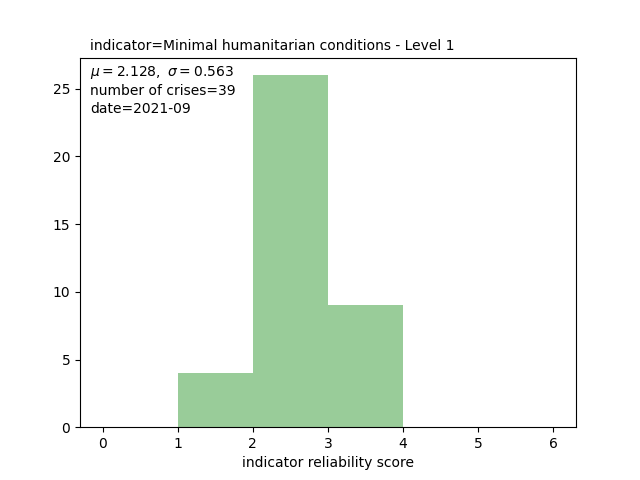 indicator=Minimal humanitarian conditions - Level 1
μ = 2.128, σ = 0.563
number of crises=39
date=2021-09
25
20
15
10
5
0
0 1 2 3 4 5 6
indicator reliability score